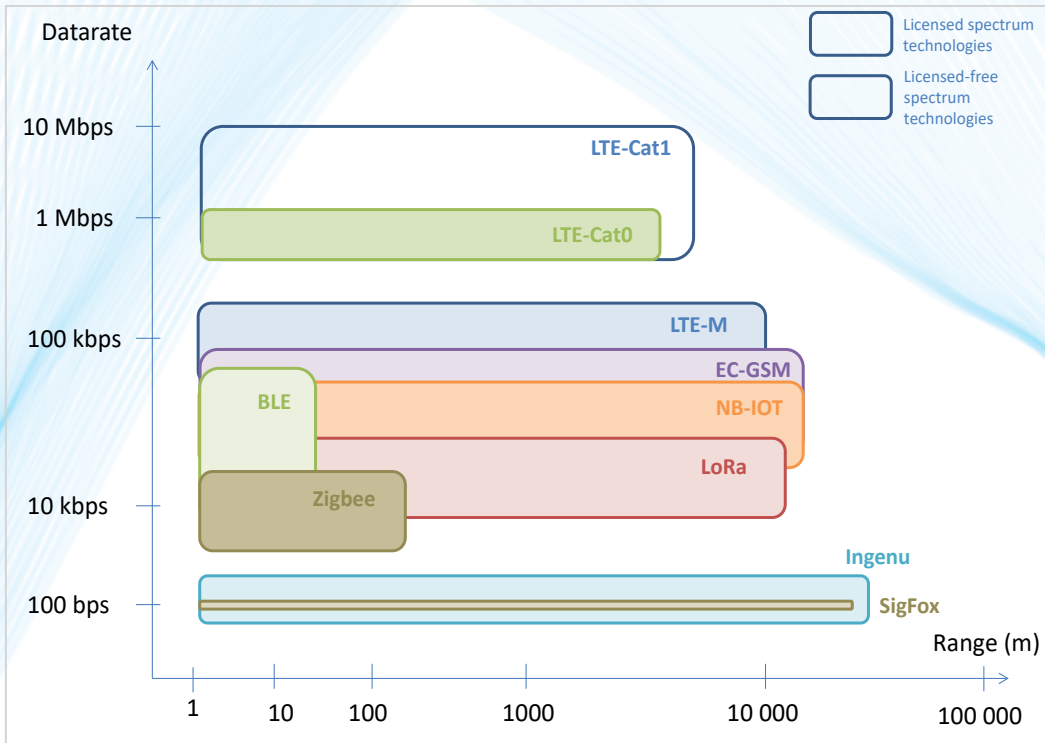 Datarate
Licensed spectrum
technologies
Licensed-free
spectrum
technologies
10 Mbps
LTE-Cat1
1 Mbps
LTE-Cat0
100 kbps
LTE-M
EC-GSM
BLE
NB-IOT
LoRa
Zigbee
10 kbps
Ingenu
100 bps
SigFox
Range (m)
1
10
100
1000
10 000
100 000